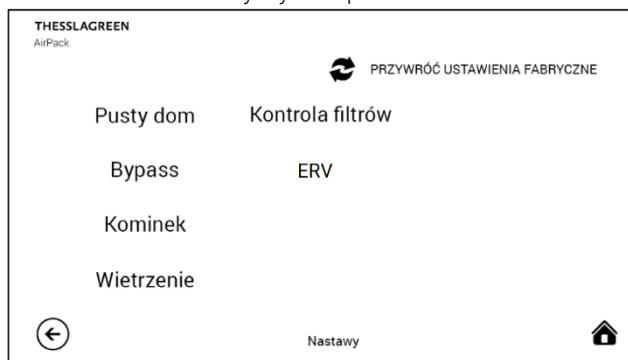 THESSLAGREEN
AirPack
PRZYWRÓĆ USTAWIENIA FABRYCZNE
Pusty dom Kontrola filtrów
Bypass ERV
Kominek
Wietrzenie
Nastawy